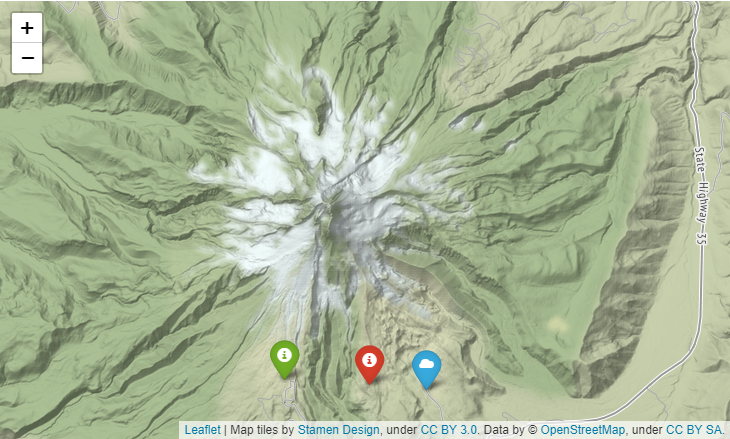 +
−
State Highway 35
Leaflet | Map tiles by Stamen Design, under CC BY 3.0. Data by © OpenStreetMap, under CC BY SA.